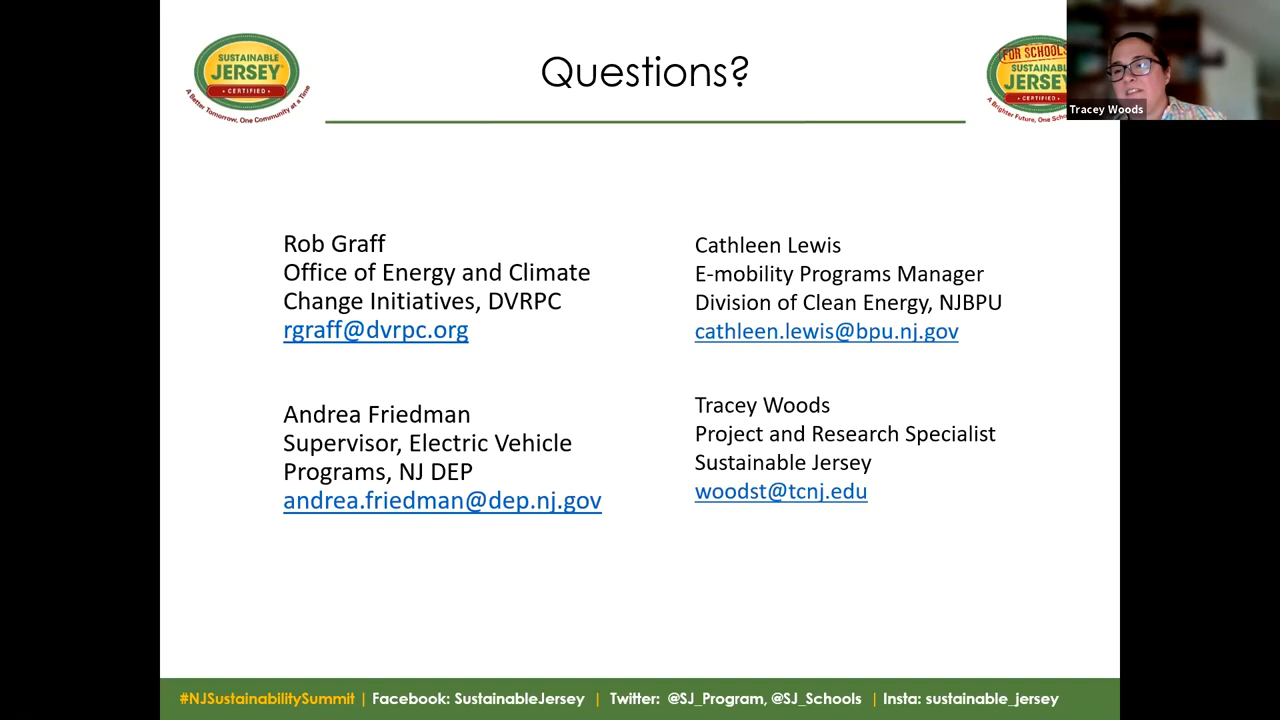 SUSTAINABLE
JERSEY
CERTIFIED
A Better Tomorrow, One Community at a Time
Questions?
FOR SCHOOLS
SUSTAINABLE
JERSEY
CERTIFIED
A Brighter Future, One
Tracey Woods
Rob Graff
Office of Energy and Climate
Change Initiatives, DVRPC
rgraff@dvrpc.org
Andrea Friedman
Supervisor, Electric Vehicle
Programs, NJ DEP
andrea.friedman@dep.nj.gov
Cathleen Lewis
E-mobility Programs Manager
Division of Clean Energy, NJBPU
cathleen.lewis@bpu.nj.gov
Tracey Woods
Project and Research Specialist
Sustainable Jersey
woodst@tcnj.edu
#NJSustainabilitySummit | Facebook: SustainableJersey | Twitter: @SJ_Program, @SJ_Schools | Insta: sustainable_jersey